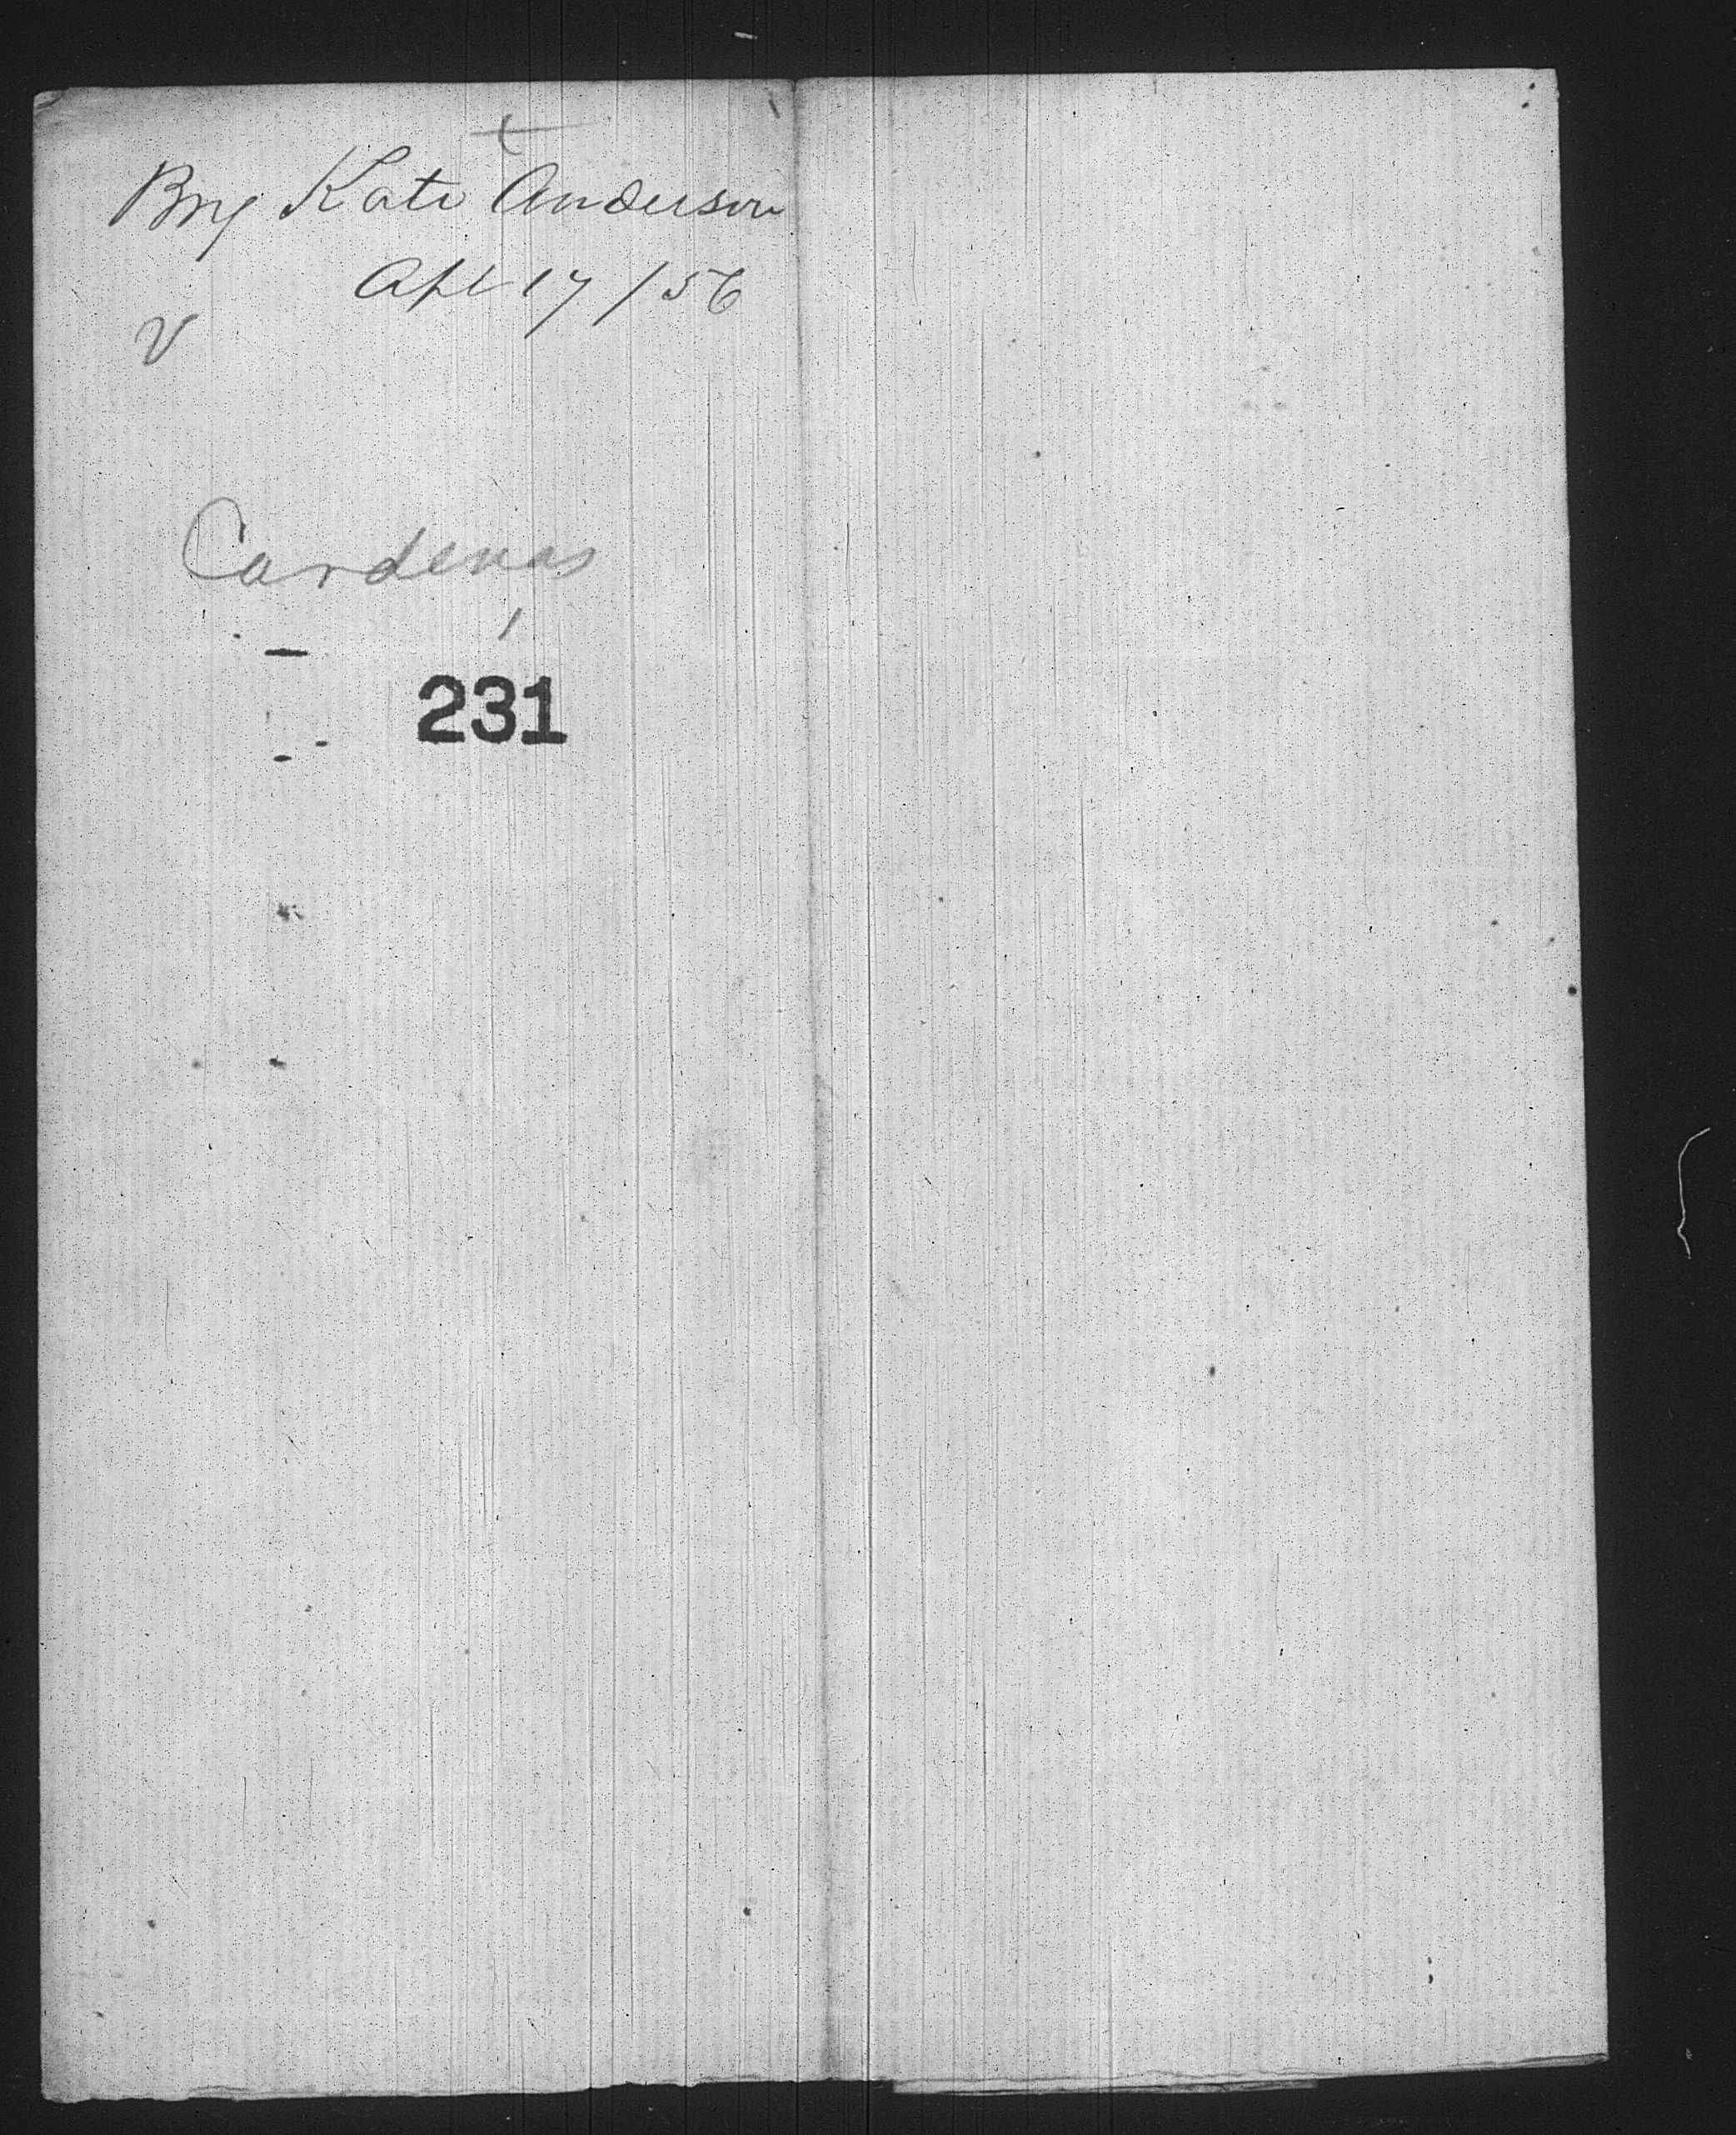 Brig Kate Anderson
Apl 17 / 56
V
Cardenas
231